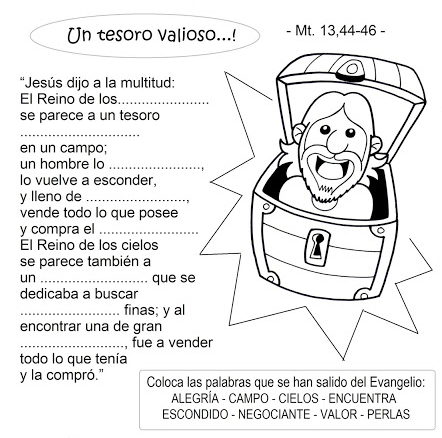 Un tesoro valioso...!
- Mt. 13,44-46 -
“Jesús dijo a la multitud:
El Reino de los.......................
se parece a un tesoro
..............................
en un campo;
un hombre lo .......................,
lo vuelve a esconder,
y lleno de ..........................,
vende todo lo que posee
y compra el .........................
El Reino de los cielos
se parece también a
un ........................... que se
dedicaba a buscar
......................... finas; y al
encontrar una de gran
.........................., fue a vender
todo lo que tenía
y la compró.”
Coloca las palabras que se han salido del Evangelio:
ALEGRÍA - CAMPO - CIELOS - ENCUENTRA
ESCONDIDO - NEGOCIANTE - VALOR - PERLAS